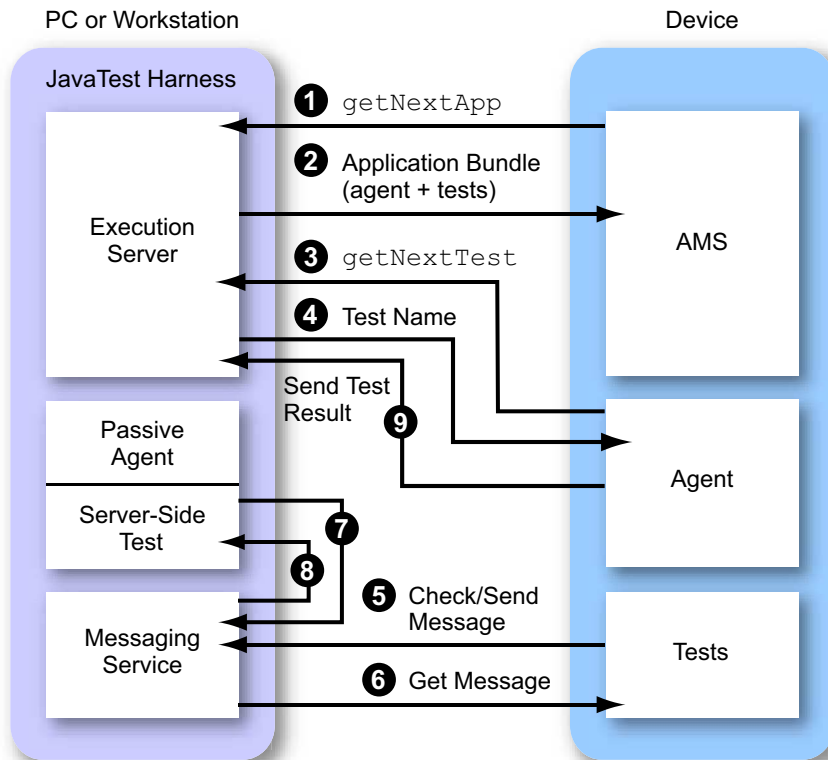 PC or Workstation
Device
JavaTest Harness
1 getNextApp
2 Application Bundle
(agent + tests)
Execution
Server
AMS
3 getNextTest
4 Test Name
Send Test
Result
9
Passive
Agent
Agent
Server-Side
Test
7
8
5 Check/Send
Message
Messaging
Service
Tests
6 Get Message